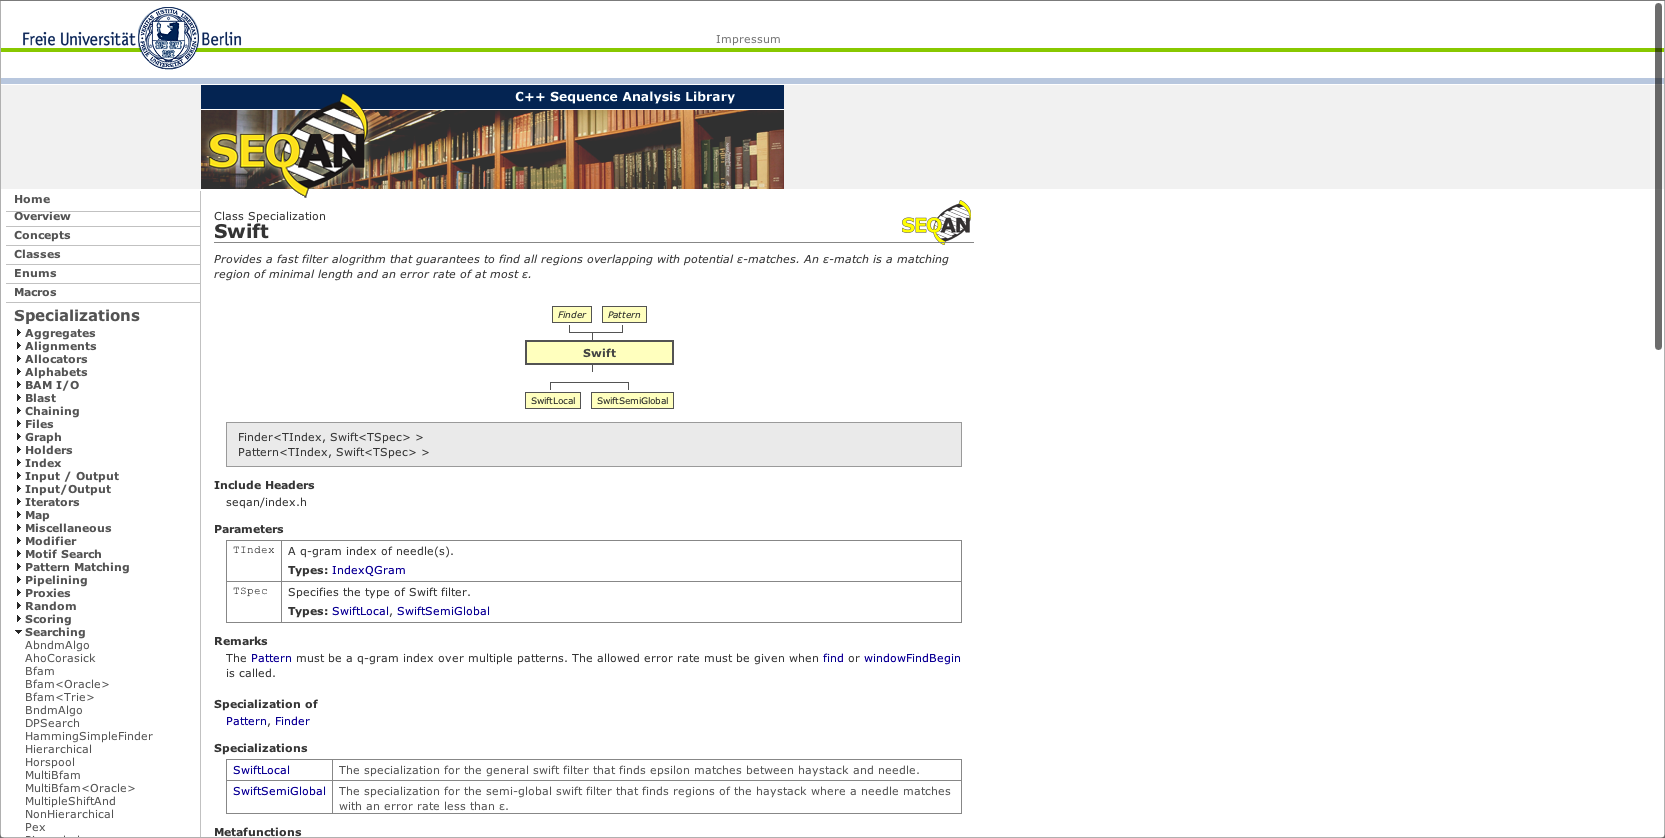 Freie Universität Berlin
Impressum
C++ Sequence Analysis Library
SEQAN
Home
Overview
Concepts
Classes
Enums
Macros
Specializations
Aggregates
Alignments
Allocators
Alphabets
BAM I/O
Blast
Chaining
Files
Graph
Holders
Index
Input / Output
Input/Output
Iterators
Map
Miscellaneous
Modifier
Motif Search
Pattern Matching
Pipelining
Proxies
Random
Scoring
Searching
AbndmAlgo
AhoCorasick
Bfam
Bfam<Oracle>
Bfam<Trie>
BndmAlgo
DPSearch
HammingSimpleFinder
Hierarchical
Horspool
MultiBfam
MultiBfam<Oracle>
MultipleShiftAnd
NonHierarchical
Pex
Class Specialization
Swift
SEQAN
Provides a fast filter alogrithm that guarantees to find all regions overlapping with potential ε-matches. An ε-match is a matching
region of minimal length and an error rate of at most ε.
Finder Pattern
Swift
SwiftLocal SwiftSemiGlobal
Finder<TIndex, Swift<TSpec> >
Pattern<TIndex, Swift<TSpec> >
Include Headers
seqan/index.h
Parameters
TIndex A q-gram index of needle(s).
Types: IndexQGram
TSpec Specifies the type of Swift filter.
Types: SwiftLocal, SwiftSemiGlobal
Remarks
The Pattern must be a q-gram index over multiple patterns. The allowed error rate must be given when find or windowFindBegin
is called.
Specialization of
Pattern, Finder
Specializations
SwiftLocal The specialization for the general swift filter that finds epsilon matches between haystack and needle.
SwiftSemiGlobal The specialization for the semi-global swift filter that finds regions of the haystack where a needle matches
with an error rate less than ε.
Metafunctions